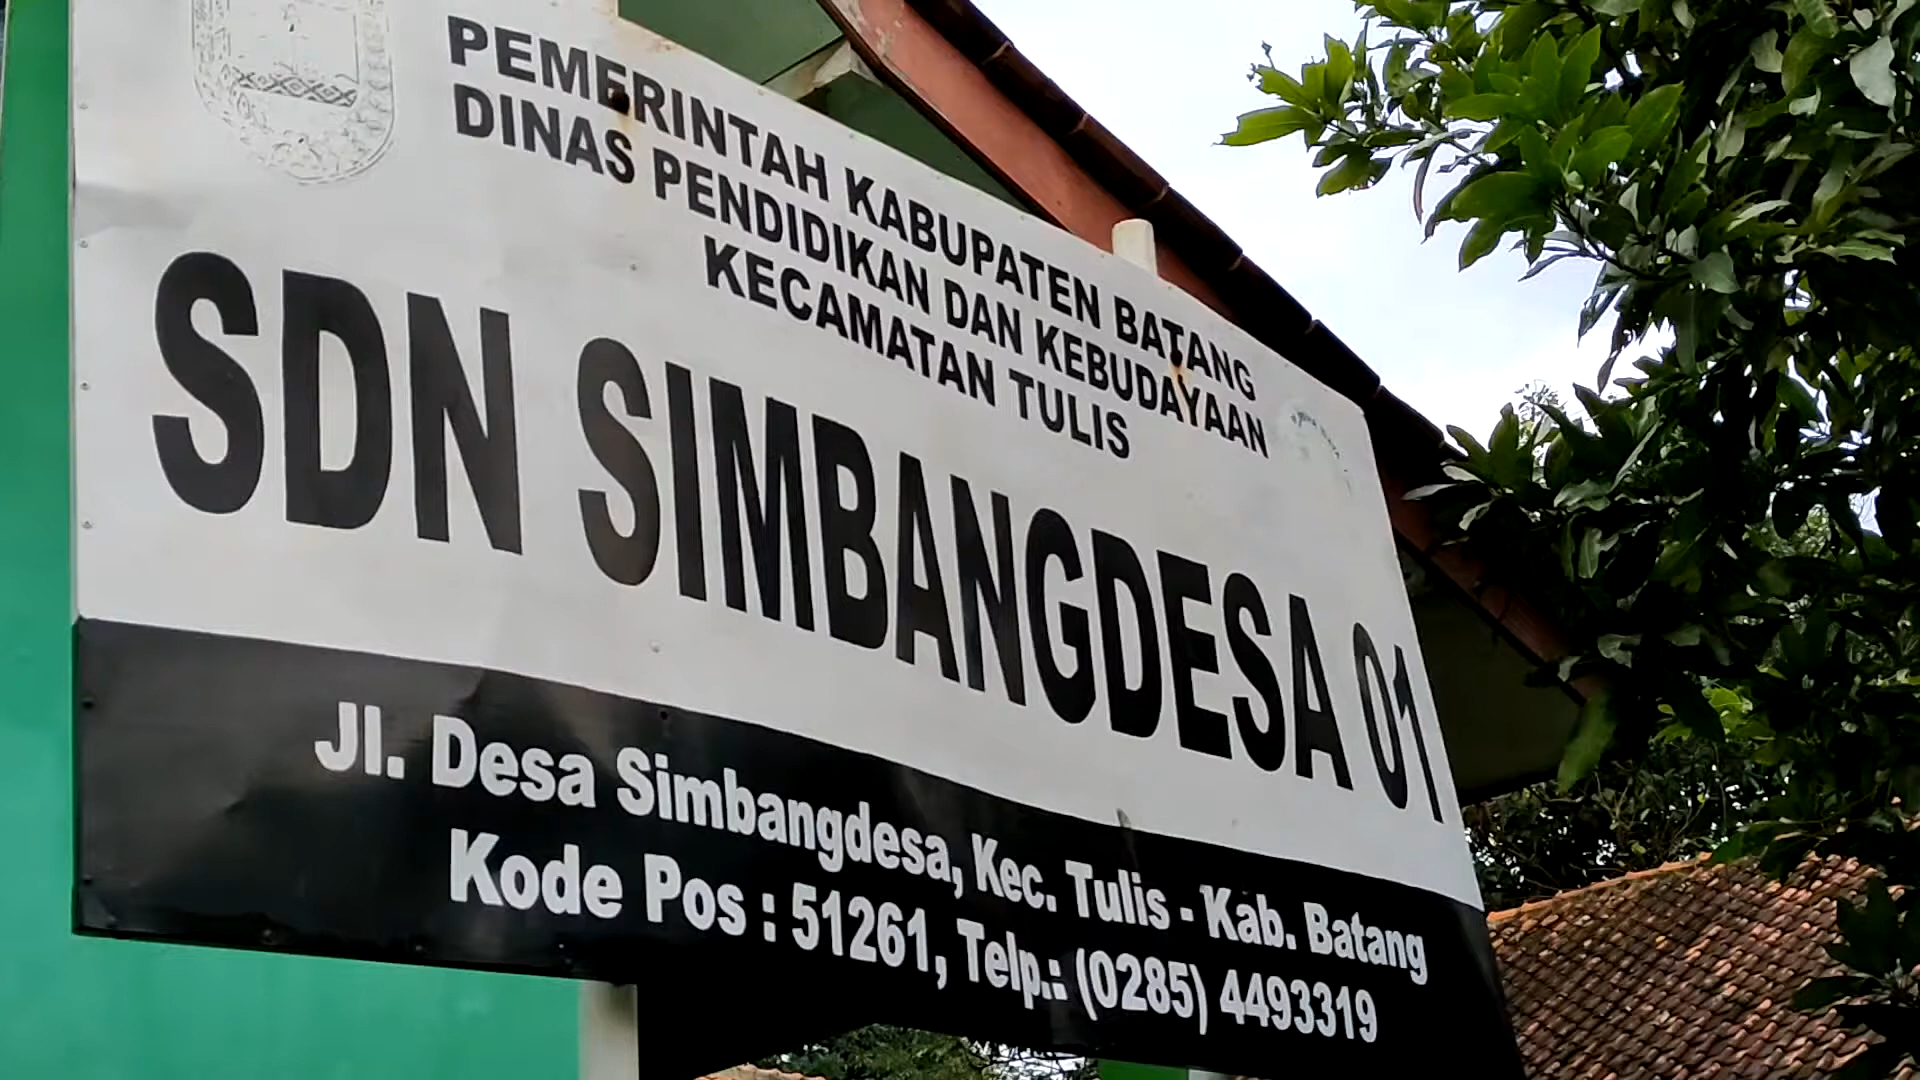 PEMERINTAH KABUPATEN BATANG
DINAS PENDIDIKAN DAN KEBUDAYAAN
KECAMATAN TULIS
SDN SIMBANGDESA 01
Jl. Desa Simbangdesa, Kec. Tulis - Kab. Batang
Kode Pos : 51261, Telp.: (0285) 4493319